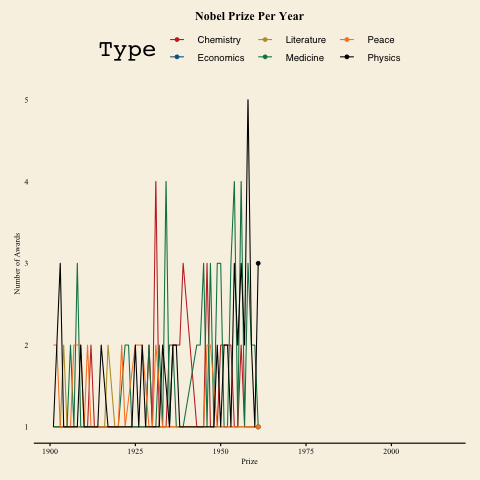 Nobel Prize Per Year
Type
Chemistry Literature Peace
Economics Medicine Physics
5
4
3
2
1
Number of Awards
1900 1925 1950 1975 2000
Prize